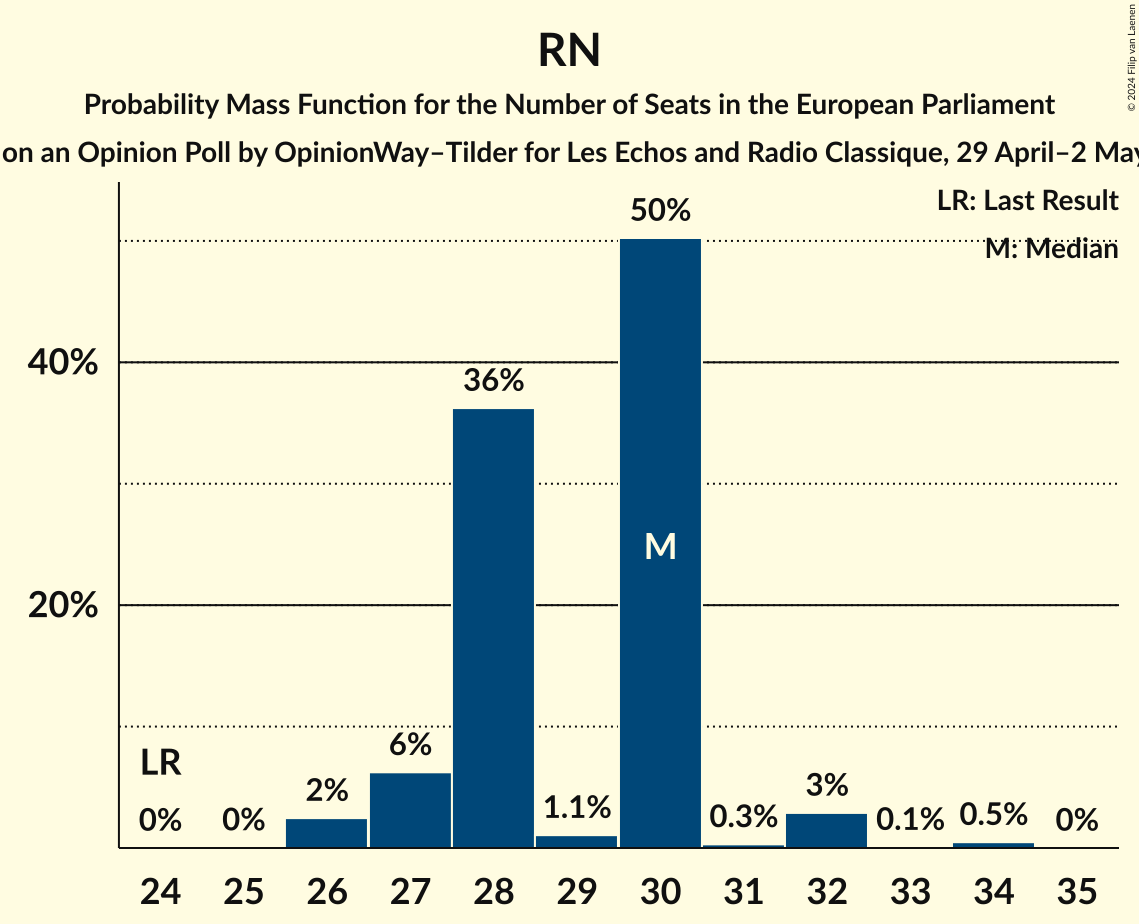 RN
Probability Mass Function for the Number of Seats in the European Parliament
on an Opinion Poll by OpinionWay–Tilder for Les Echos and Radio Classique, 29 April–2 May
© 2024 Filip van Laenen
LR: Last Result
M: Median
50%
40%
36%
M
20%
LR
6%
2%
3%
1.1%
0.3%
0.1%
0.5%
0%
0%
0%
24 25 26 27 28 29 30 31 32 33 34 35